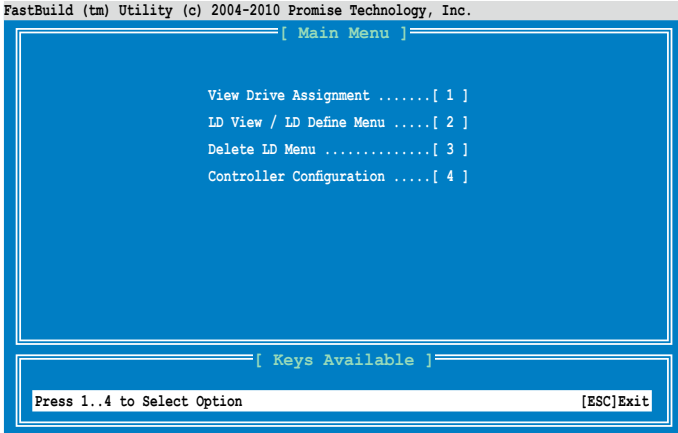 FastBuild (tm) Utility (c) 2004-2010 Promise Technology, Inc.
[ Main Menu ]
View Drive Assignment .......[ 1 ]
LD View / LD Define Menu .....[ 2 ]
Delete LD Menu ..............[ 3 ]
Controller Configuration .....[ 4 ]
[ Keys Available ]
Press 1..4 to Select Option [ESC]Exit